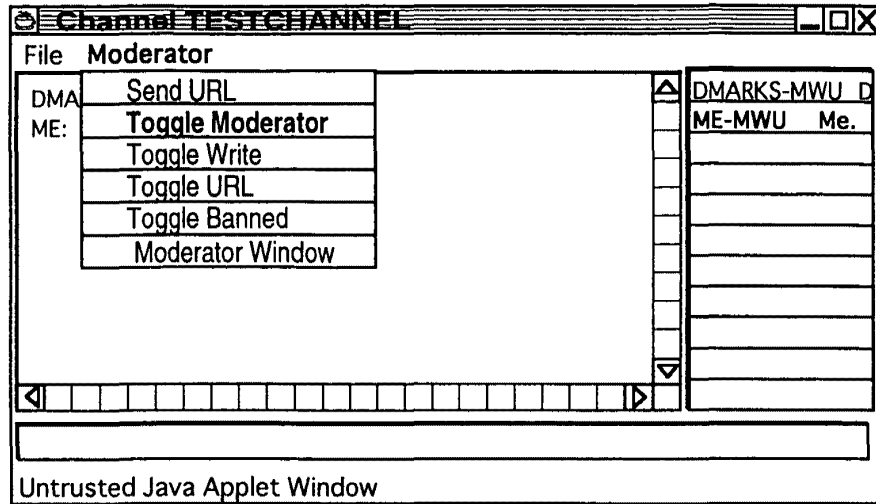 Channel TESTCHANNEL
File Moderator
Send URL
Toggle Moderator
Toggle Write
Toggle URL
Toggle Banned
Moderator Window
DMA
ME:
DMARKS-MWU D
ME-MWU Me.
Untrusted Java Applet Window